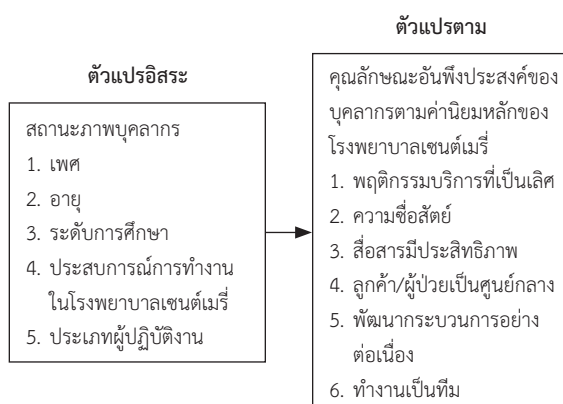 ตัวแปรอิสระ
สถานะภาพบุคลากร
1. เพศ
2. อายุ
3. ระดับการศึกษา
4. ประสบการณ์การทำงาน
ในโรงพยาบาลเซนต์เมรี่
5. ประเภทผู้ปฏิบัติงาน
ตัวแปรตาม
คุณลักษณะอันพึงประสงค์ของ
บุคลากรตามค่านิยมหลักของ
โรงพยาบาลเซนต์เมรี่
1. พฤติกรรมบริการที่เป็นเลิศ
2. ความซื่อสัตย์
3. สื่อสารมีประสิทธิภาพ
4. ลูกค้า/ผู้ป่วยเป็นศูนย์กลาง
5. พัฒนากระบวนการอย่าง
ต่อเนื่อง
6. ทำงานเป็นทีม